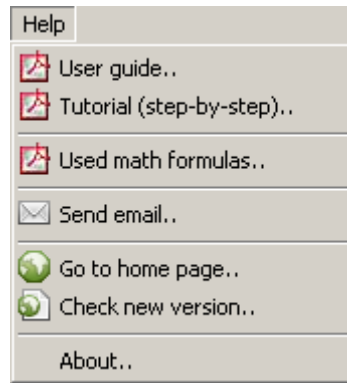 Help
User guide..
Tutorial (step-by-step)..
Used math formulas..
Send email..
Go to home page..
Check new version..
About..